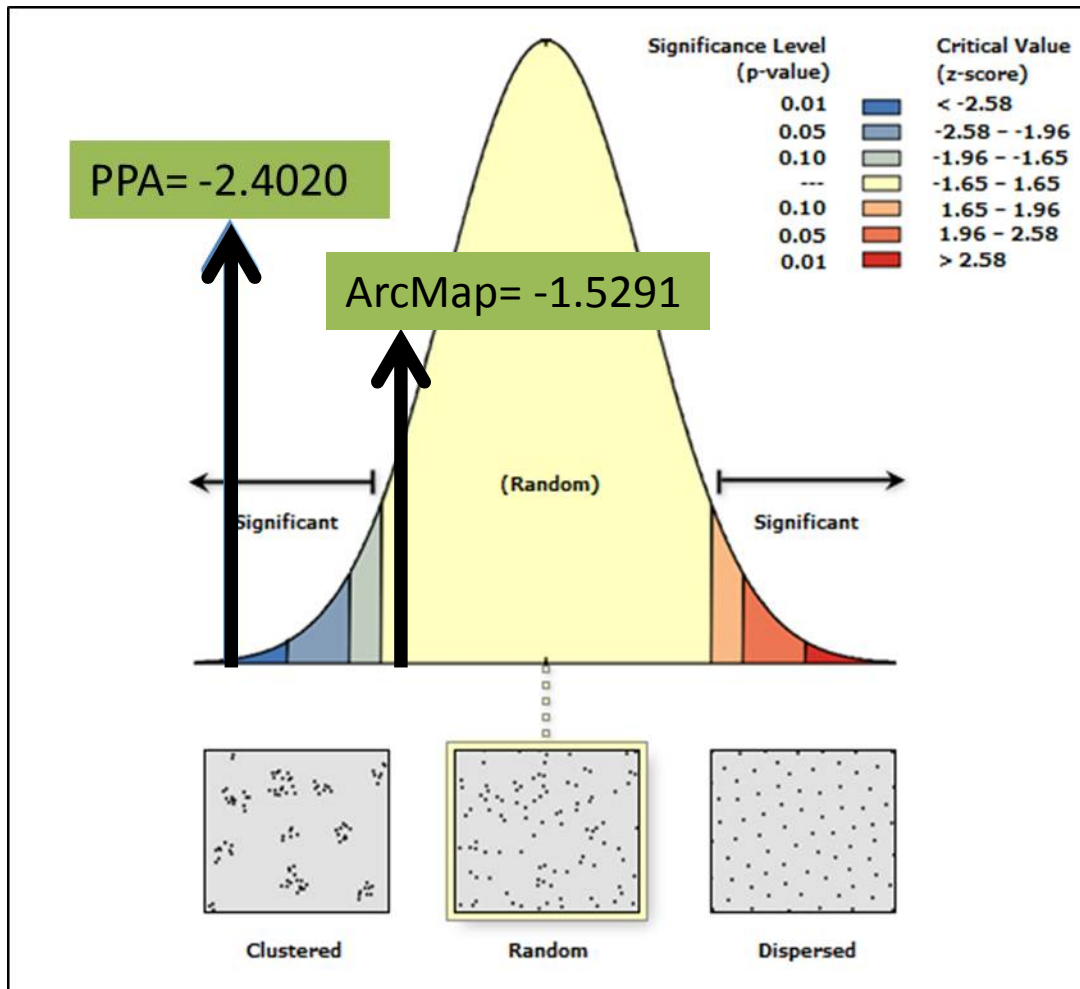 Significance Level Critical Value
(p-value) (z-score)
0.01 < -2.58
0.05 -2.58 – -1.96
0.10 -1.96 – -1.65
--- -1.65 – 1.65
0.10 1.65 – 1.96
0.05 1.96 – 2.58
0.01 > 2.58
PPA= -2.4020
ArcMap= -1.5291
(Random)
Significant Significant
Clustered Random Dispersed